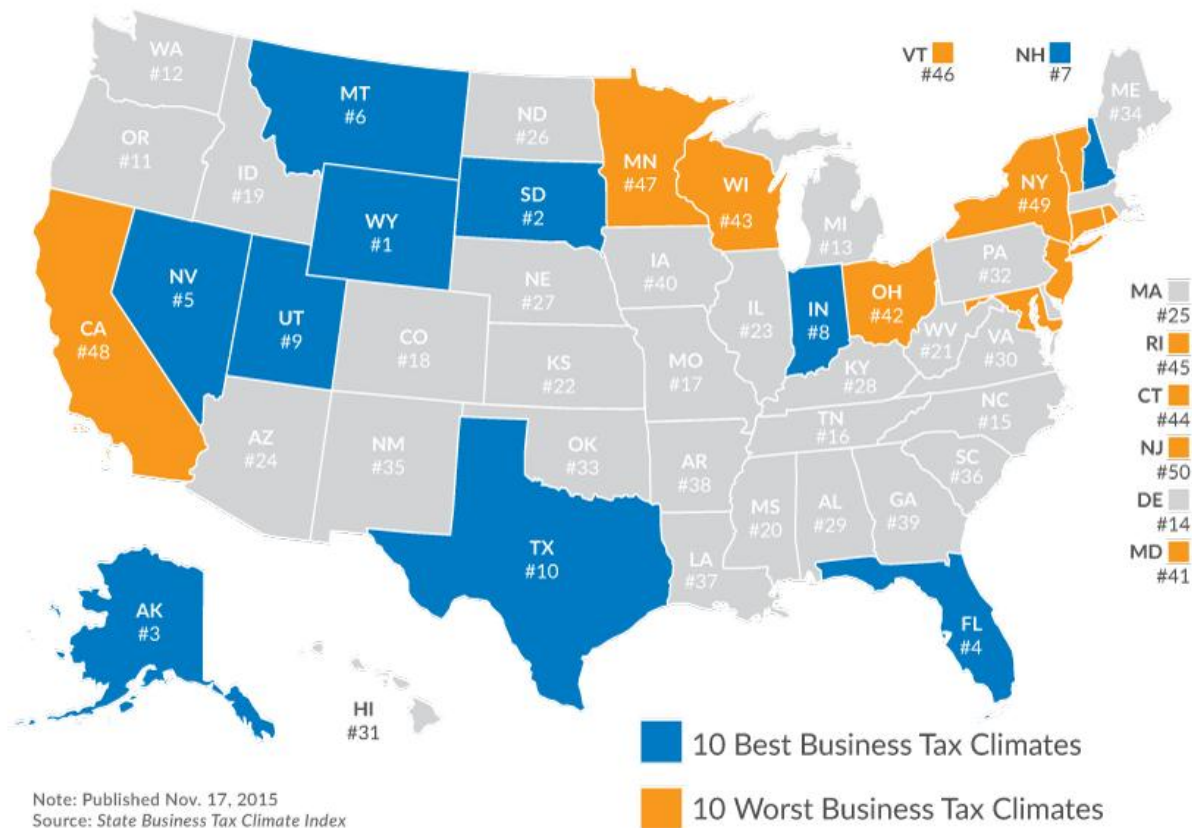 WA
#12
MT
#6
ND
#26
MN
#47
VT
#46
NH
#7
ME
#34
OR
#11
ID
#19
WY
#1
SD
#2
WI
#43
MI
#13
NY
#49
CA
#48
NV
#5
UT
#9
CO
#18
NE
#27
IA
#40
IL
#23
IN
#8
OH
#42
PA
#32
WV
#21
VA
#30
KS
#22
MO
#17
KY
#28
NC
#15
TN
#16
SC
#36
AZ
#24
NM
#35
OK
#33
AR
#38
MS
#20
AL
#29
GA
#39
TX
#10
LA
#37
FL
#4
MA
#25
RI
#45
CT
#44
NJ
#50
DE
#14
MD
#41
AK
#3
HI
#31
10 Best Business Tax Climates
10 Worst Business Tax Climates
Note: Published Nov. 17, 2015
Source: State Business Tax Climate Index